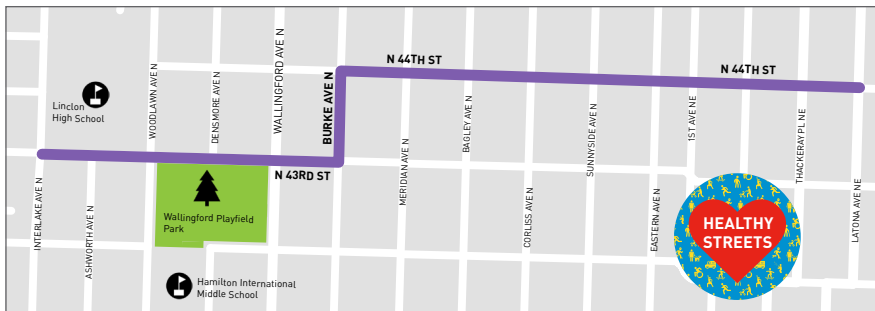 N 44TH ST
N 44TH ST
WOODLAWN AVE N
DENSMORE AVE N
WALLINGFORD AVE N
BURKE AVE N
BAGLEY AVE N
SUNNYSIDE AVE N
1ST AVE NE
THACKERAY PL NE
Linclon
High School
N 43RD ST
MERIDIAN AVE N
INTERLAKE AVE N
ASHWORTH AVE N
Wallingford Playfield
Park
CORLISS AVE N
EASTERN AVE N
HEALTHY
STREETS
LATONA AVE NE
Hamilton International
Middle School